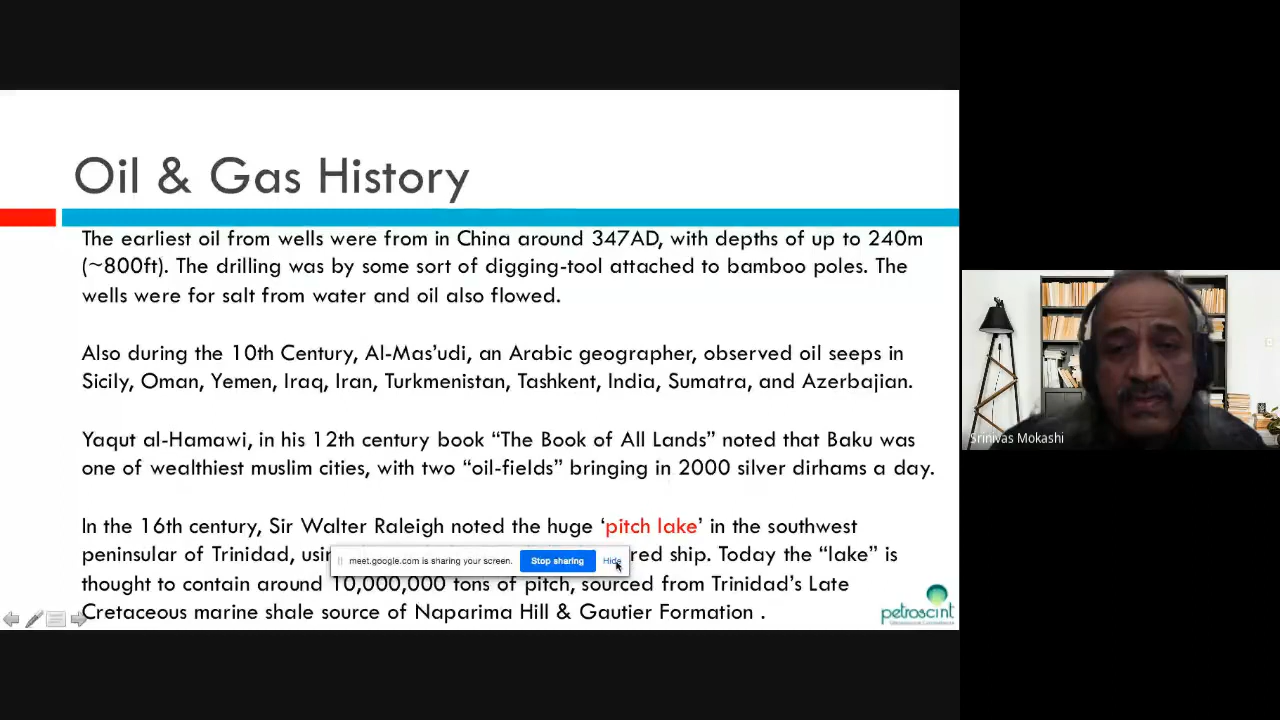 Oil & Gas History
The earliest oil from wells were from in China around 347AD, with depths of up to 240m
(~800ft). The drilling was by some sort of digging-tool attached to bamboo poles. The
wells were for salt from water and oil also flowed.
Also during the 10th Century, Al-Mas’udi, an Arabic geographer, observed oil seeps in
Sicily, Oman, Yemen, Iraq, Iran, Turkmenistan, Tashkent, India, Sumatra, and Azerbajian.
Yaqut al-Hamawi, in his 12th century book “The Book of All Lands” noted that Baku was
one of wealthiest muslim cities, with two “oil-fields” bringing in 2000 silver dirhams a day.
In the 16th century, Sir Walter Raleigh noted the huge ‘pitch lake’ in the southwest
peninsular of Trinidad, usin red ship. Today the “lake” is
meet.google.com is sharing your screen. Stop sharing Hide
thought to contain around 10,000,000 tons of pitch, sourced from Trinidad’s Late
Cretaceous marine shale source of Naparima Hill & Gautier Formation .
petroscint
Srinivas Mokashi